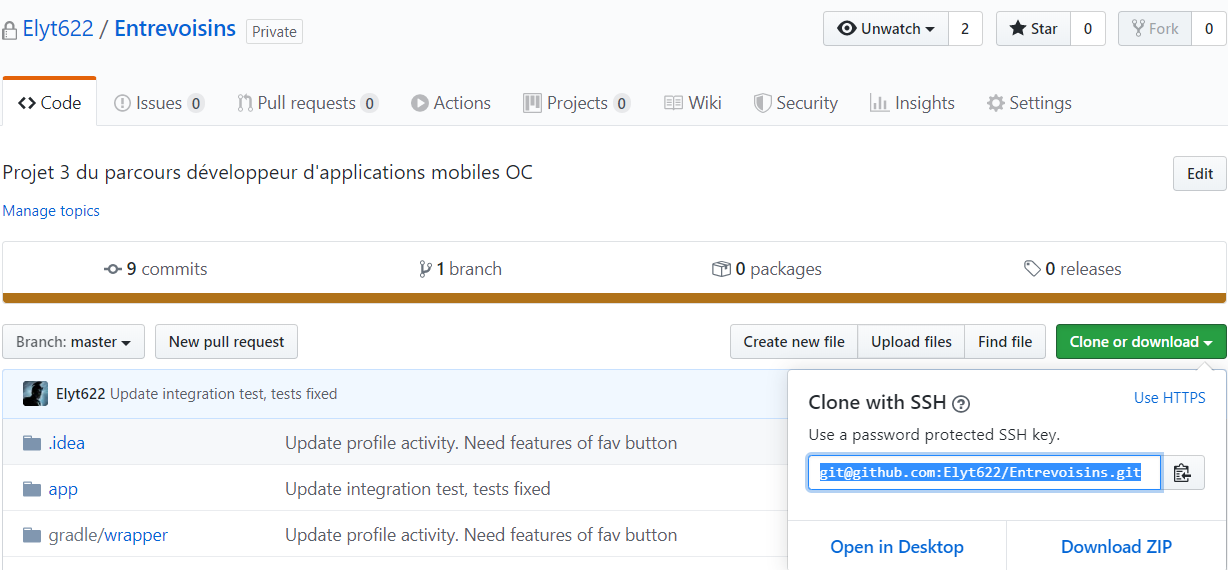 Elyt622 / Entrevoisins Private Unwatch 2 Star 0 Fork 0
Code Issues 0 Pull requests 0 Actions Projects 0 Wiki Security Insights Settings
Projet 3 du parcours développeur d'applications mobiles OC Edit
Manage topics
9 commits 1 branch 0 packages 0 releases
Branch: master New pull request Create new file Upload files Find file Clone or download
Elyt622 Update integration test, tests fixed
.idea Update profile activity. Need features of fav button
app Update integration test, tests fixed
gradle/wrapper Update profile activity. Need features of fav button
Clone with SSH ? Use HTTPS
Use a password protected SSH key.
git@github.com:Elyt622/Entrevoisins.git
Open in Desktop Download ZIP